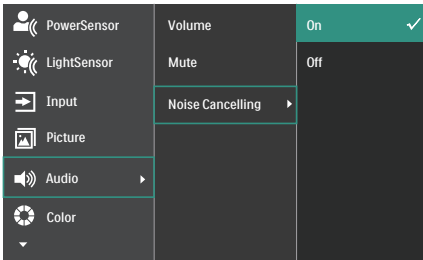 PowerSensor
LightSensor
Input
Picture
Audio
Color
Volume
Mute
Noise Cancelling
On
Off